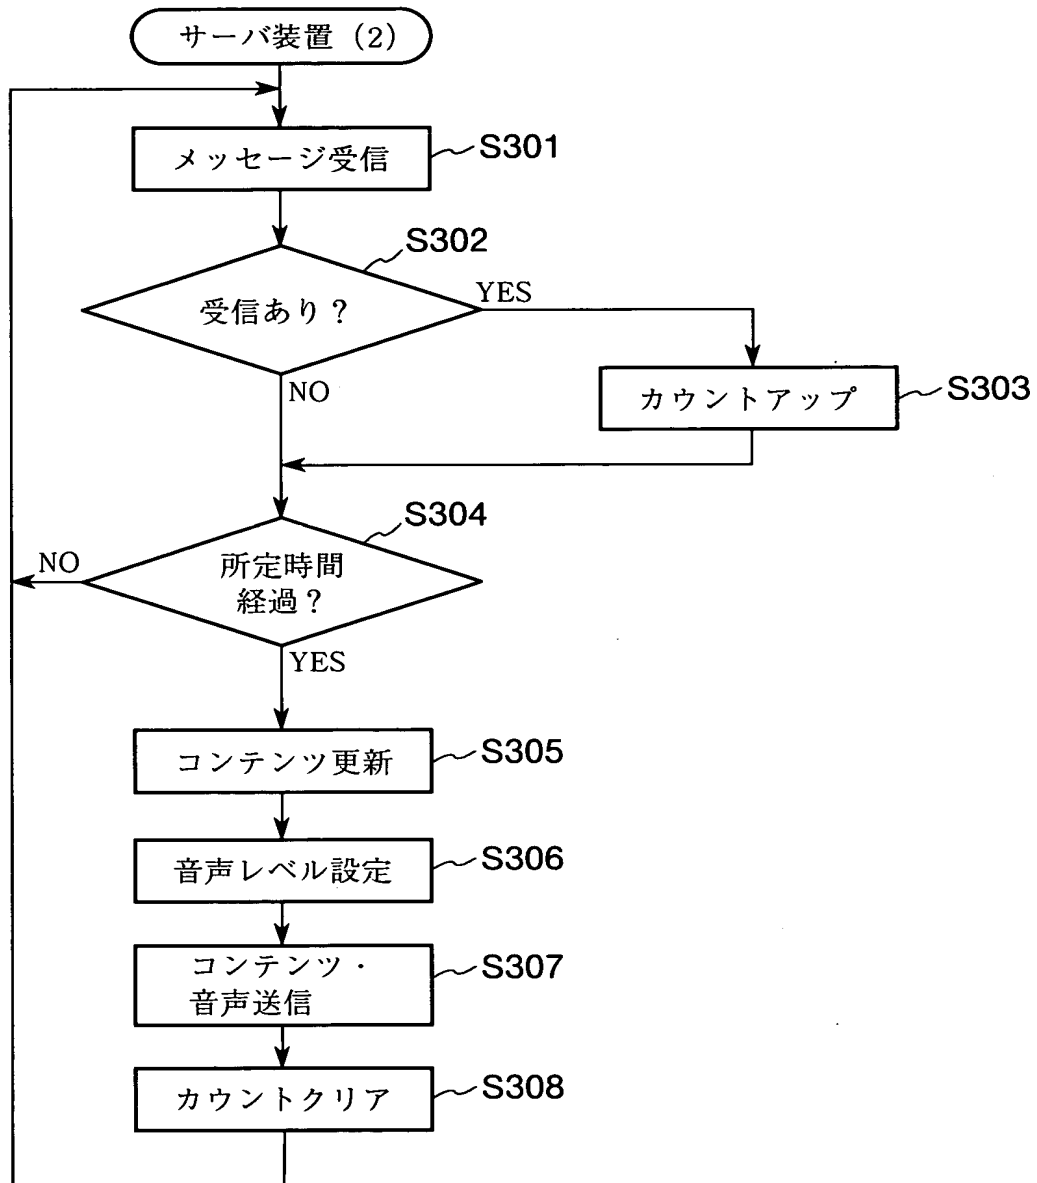 サーバ装置（2）
メッセージ受信
S301
S302
受信あり？
YES
NO
カウントアップ
S303
S304
所定時間
経過？
NO
YES
コンテンツ更新
S305
音声レベル設定
S306
コンテンツ・
音声送信
S307
カウントクリア
S308